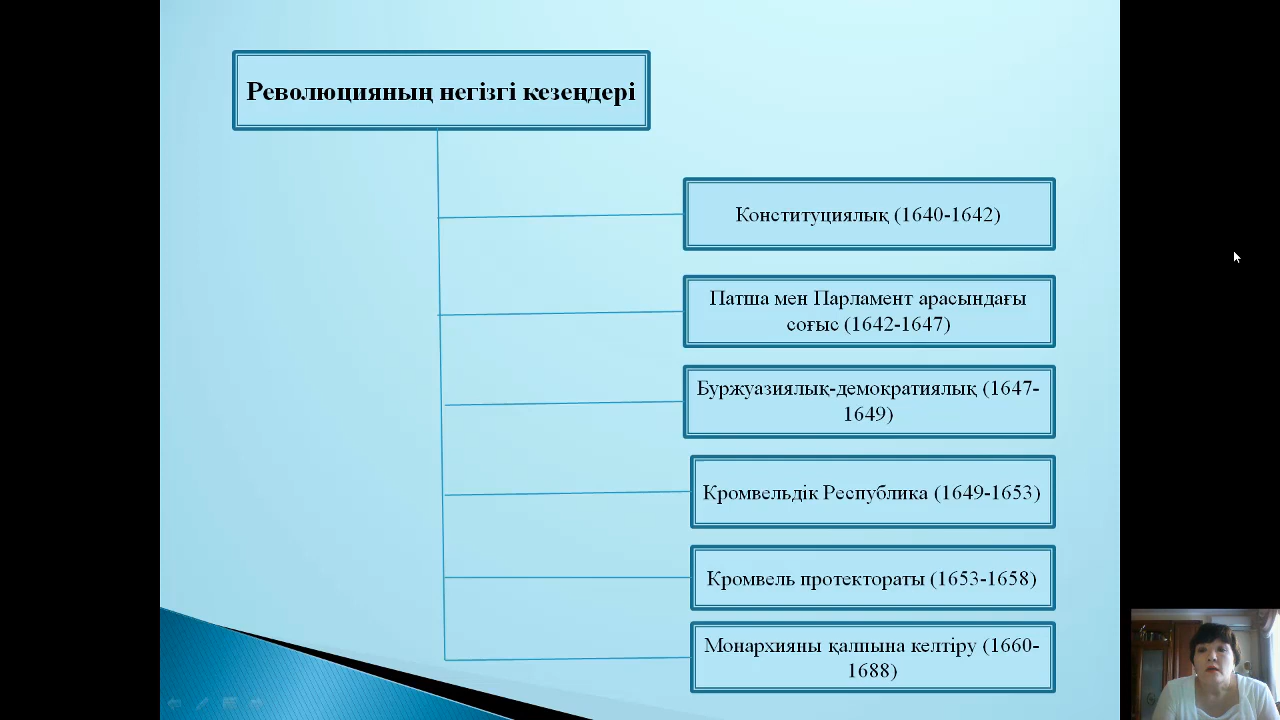 Революцияның негізгі кезеңдері
Конституциялық (1640-1642)
Патша мен Парламент арасындағы
соғыс (1642-1647)
Буржуазиялық-демократиялық (1647-
1649)
Кромвельдік Республика (1649-1653)
Кромвель протектораты (1653-1658)
Монархияны қалпына келтіру (1660-
1688)